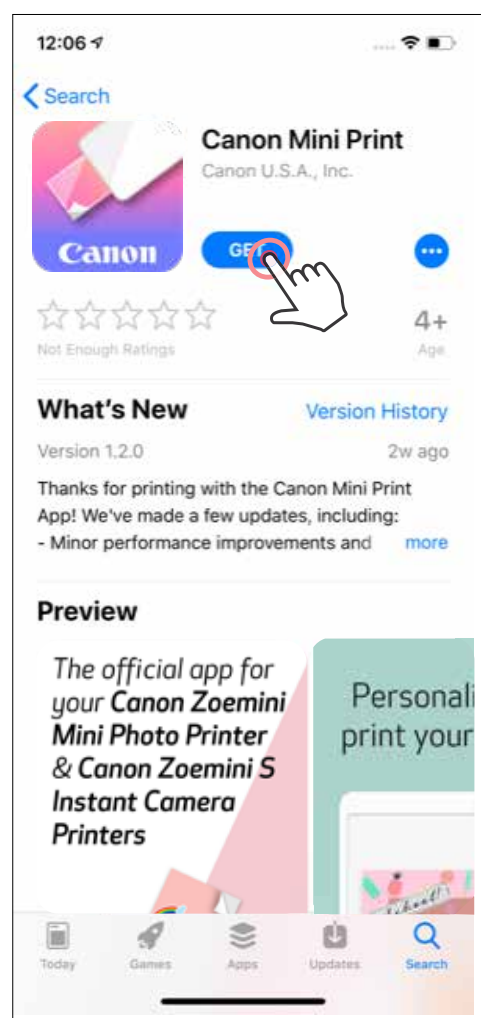 12:06
Search
Canon Mini Print
Canon U.S.A., Inc.
Canon
GET
4+
Not Enough Ratings
Age
What's New
Version History
Version 1.2.0
2w ago
Thanks for printing with the Canon Mini Print
App! We've made a few updates, including:
- Minor performance improvements and more
Preview
The official app for
your Canon Zoemini
Mini Photo Printer
& Canon Zoemini S
Instant Camera
Printers
Personali
print your
Today
Games
Apps
Updates
Search